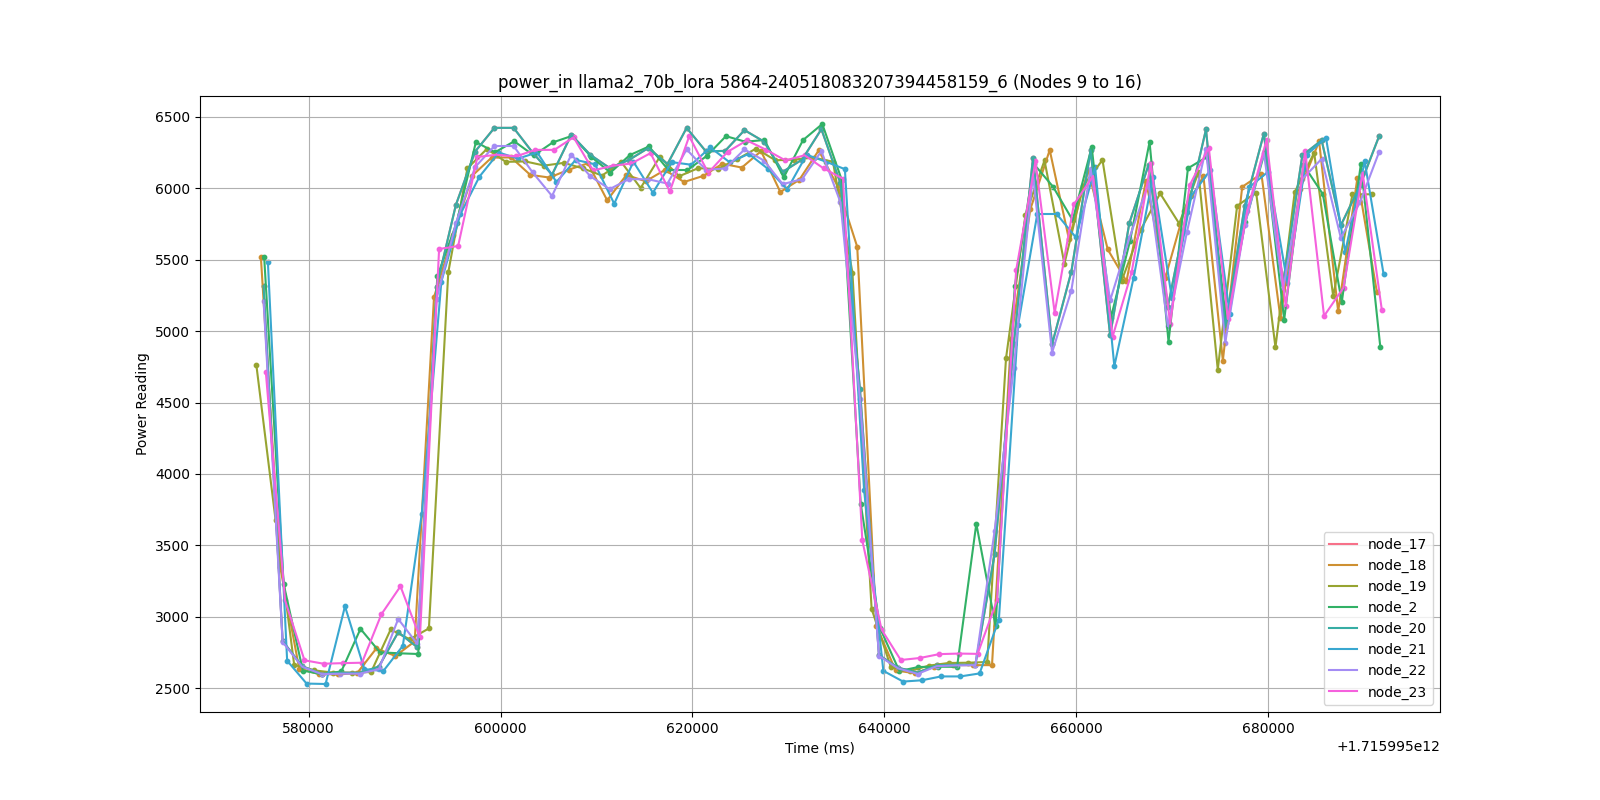 power_in llama2_70b_lora 5864-240518083207394458159_6 (Nodes 9 to 16)
6500
6000
5500
5000
4500
4000
3500
3000
2500
Power Reading
node_17
node_18
node_19
node_2
node_20
node_21
node_22
node_23
580000
600000
620000
640000
660000
680000
Time (ms)
+1.715995e12